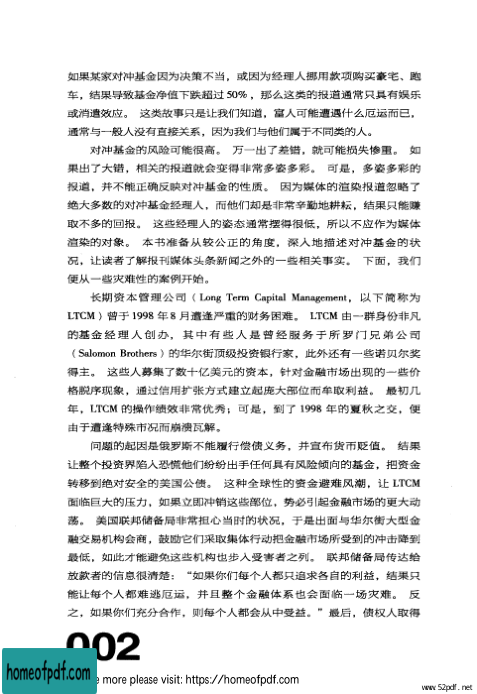 如果某家对冲基金因为决策不当，或因为经理人挪用款项购买豪宅、跑
车，结果导致基金净值下跌超过 50%，那么这类的报道通常只具有娱乐
或消遣效应。 这类故事只是让我们知道，富人可能遭遇什么厄运而已，
通常与一般人没有直接关系，因为我们与他们属于不同类的人。
对冲基金的风险可能很高。 万一出了差错，就可能损失惨重。 如
果出了大错，相关的报道就会变得非常多姿多彩。 可是，多姿多彩的
报道，并不能正确反映对冲基金的性质。 因为媒体的渲染报道忽略了
绝大多数的对冲基金经理人，而他们却是非常辛勤地耕耘，结果只能赚
取不多的回报。 这些经理人的姿态通常摆得很低，所以不应作为媒体
渲染的对象。 本书准备从较公正的角度，深入地描述对冲基金的状
况，让读者了解报刊媒体头条新闻之外的一些相关事实。 下面，我们
便从一些灾难性的案例开始。
长期资本管理公司（Long Term Capital Management，以下简称为
LTCM）曾于 1998 年 8 月遭逢严重的财务困难。 LTCM 由一群身份非凡
的基金经理人创办，其中有些人是曾经服务于所罗门兄弟公司
（Salomon Brothers）的华尔街顶级投资银行家，此外还有一些诺贝尔奖
得主。 这些人募集了数十亿美元的资本，针对金融市场出现的一些价
格脱序现象，通过信用扩张方式建立起庞大部位而牟取利益。 最初几
年，LTCM 的操作绩效非常优秀；可是，到了 1998 年的夏秋之交，便
由于遭逢特殊市况而崩溃瓦解。
问题的起因是俄罗斯不能履行偿债义务，并宣布货币贬值。 结果
让整个投资界陷入恐慌他们纷纷出手任何具有风险倾向的基金，把资金
转移到绝对安全的美国公债。 这种全球性的资金避难风潮，让 LTCM
面临巨大的压力，如果立即冲销这些部位，势必引起金融市场的更大动
荡。 美国联邦储备局非常担心当时的状况，于是出面与华尔街大型金
融交易机构会商，鼓励它们采取集体行动把金融市场所受到的冲击降到
最低，如此才能避免这些机构也步入受害者之列。 联邦储备局传达给
放款者的信息很清楚：“如果你们每个人都只追求各自的利益，结果只
能让每个人都难逃厄运，并且整个金融体系也会面临一场灾难。 反
之，如果你们充分合作，则每个人都会从中受益。”最后，债权人取得
002
homeofpdf.com
more please visit: https://homeofpdf.com
www.52pdf.net